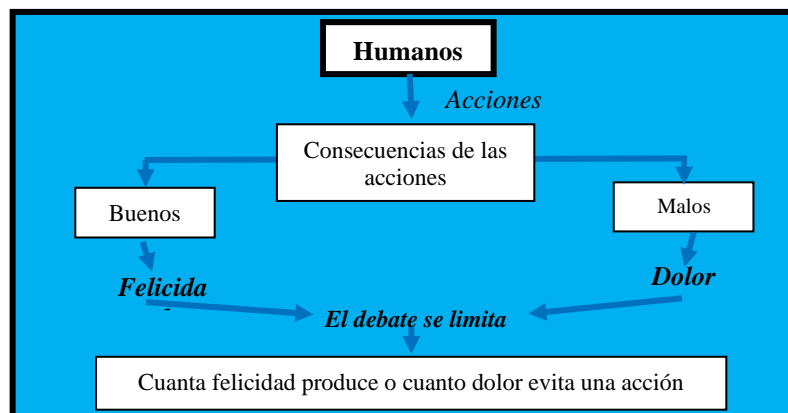 Humanos
Acciones
Consecuencias de las
acciones
Buenos
Malos
Felicida
Dolor
El debate se limita
Cuanta felicidad produce o cuanto dolor evita una acción